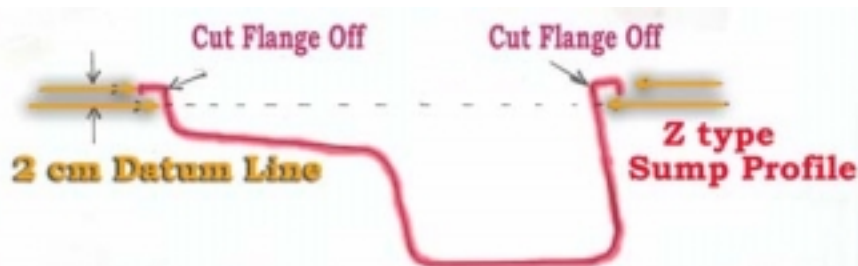 Cut Flange Off
Cut Flange Off
2 cm Datum Line
Z type
Sump Profile